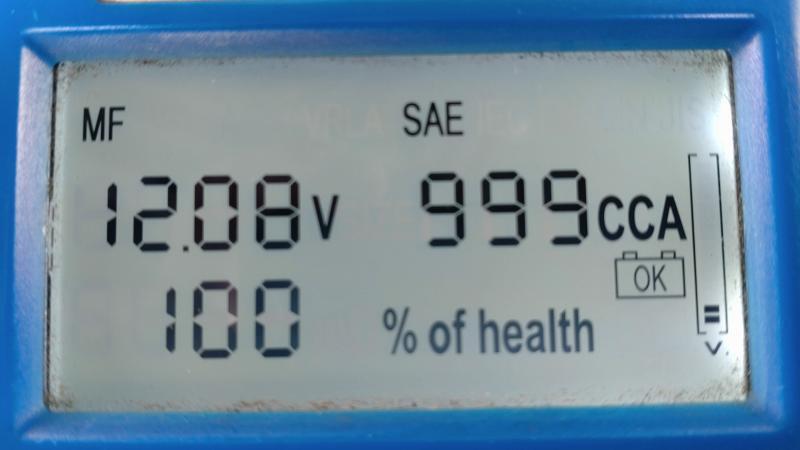 MF SAE
12.08 V 999 CCA
OK
100 % of health